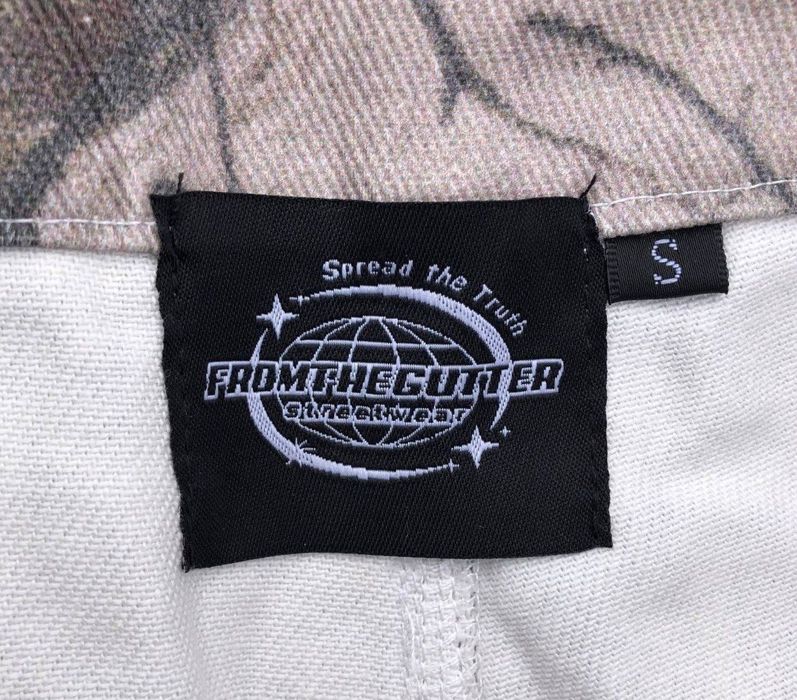 Spread the Truth
FROMTHEGUTTER
streetwear
S